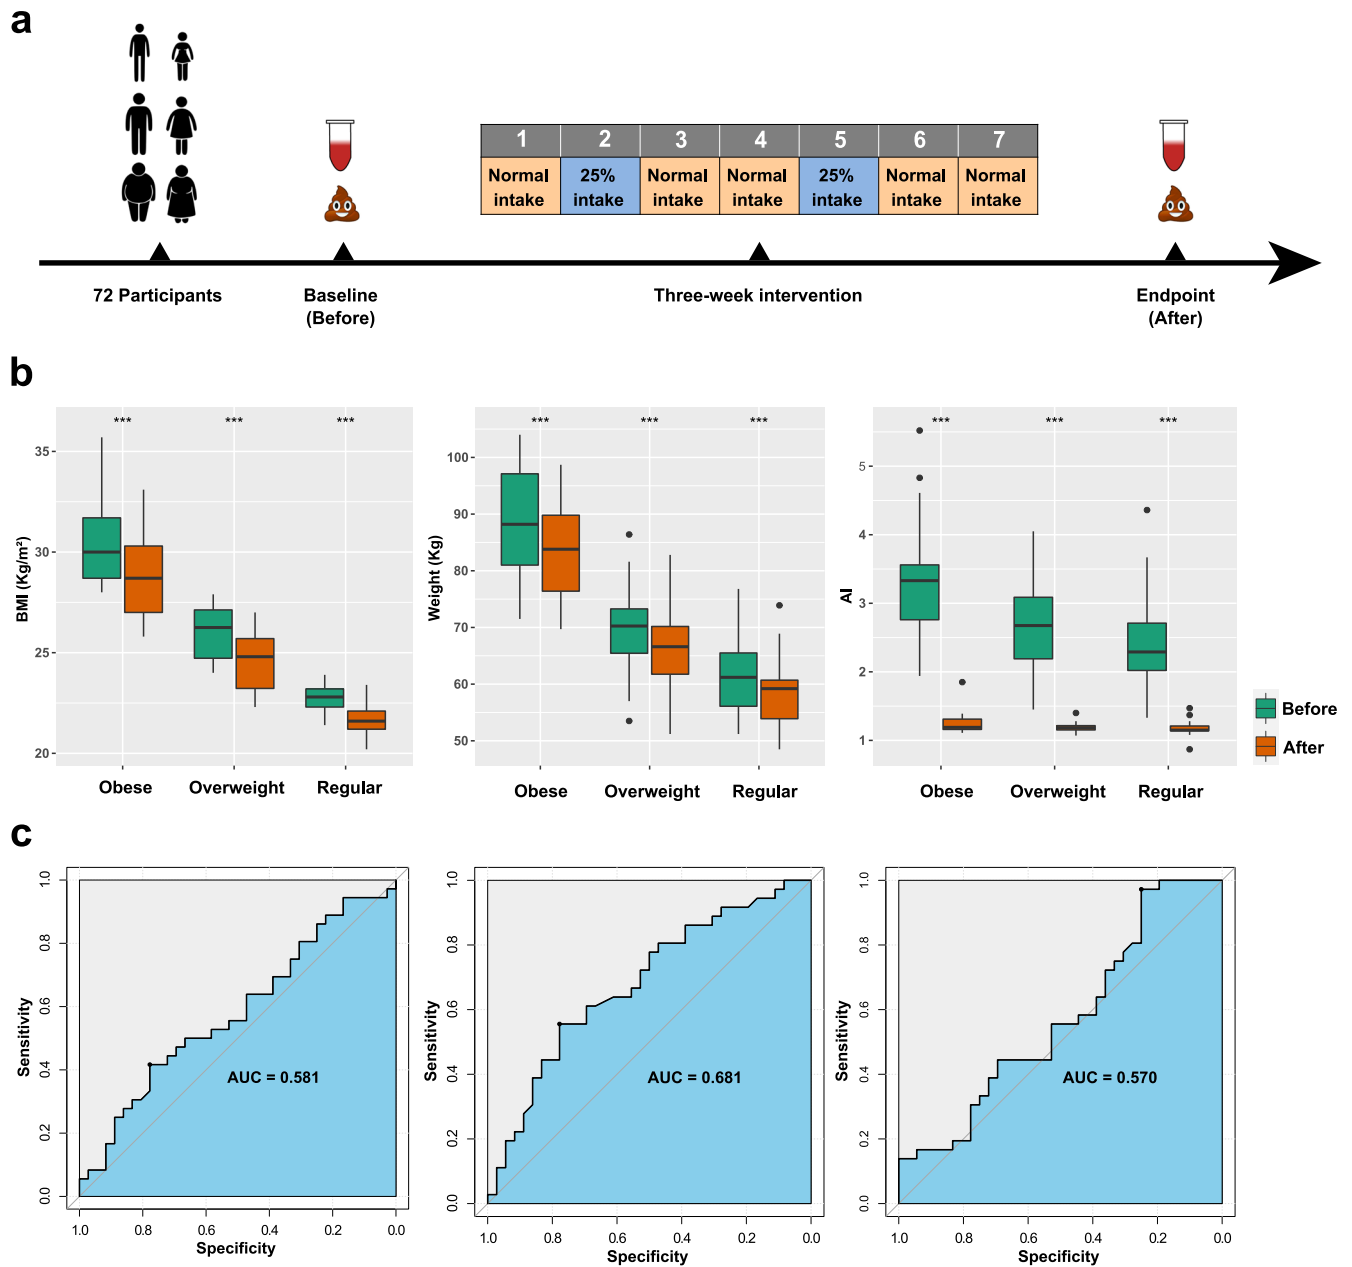 a
1 2 3 4 5 6 7
Normal 25% Normal Normal 25% Normal Normal
intake intake intake intake intake intake intake
72 Participants
Baseline
(Before)
Three-week intervention
Endpoint
(After)
b
*** *** ***
35
30
25
20
BMI (Kg/m²)
Obese Overweight Regular
*** *** ***
100
90
80
70
60
50
Weight (Kg)
Obese Overweight Regular
*** *** ***
5
4
3
2
1
AI
Obese Overweight Regular
Before
After
c
1.0
0.8
0.6
0.4
0.2
0.0
Sensitivity
AUC = 0.581
1.0 0.8 0.6 0.4 0.2 0.0
Specificity
1.0
0.8
0.6
0.4
0.2
0.0
Sensitivity
AUC = 0.681
1.0 0.8 0.6 0.4 0.2 0.0
Specificity
1.0
0.8
0.6
0.4
0.2
0.0
Sensitivity
AUC = 0.570
1.0 0.8 0.6 0.4 0.2 0.0
Specificity